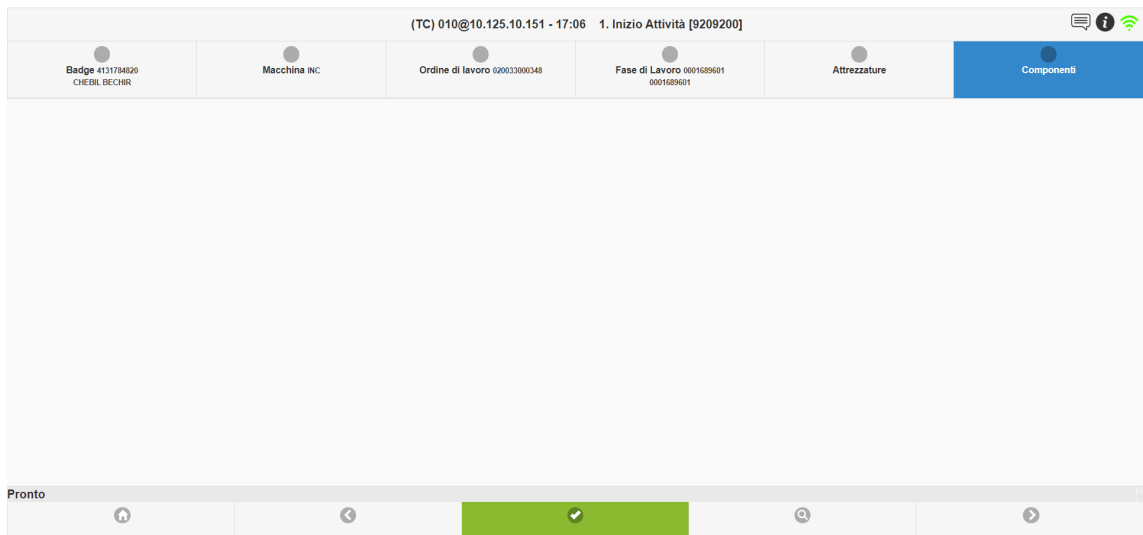 (TC) 010@10.125.10.151 - 17:06 1. Inizio Attività [9209200]
Badge 4131784820
CHEBIL BECHIR
Macchina INC
Ordine di lavoro 020033000348
Fase di Lavoro 0001689601
0001689601
Attrezzature
Componenti
Pronto